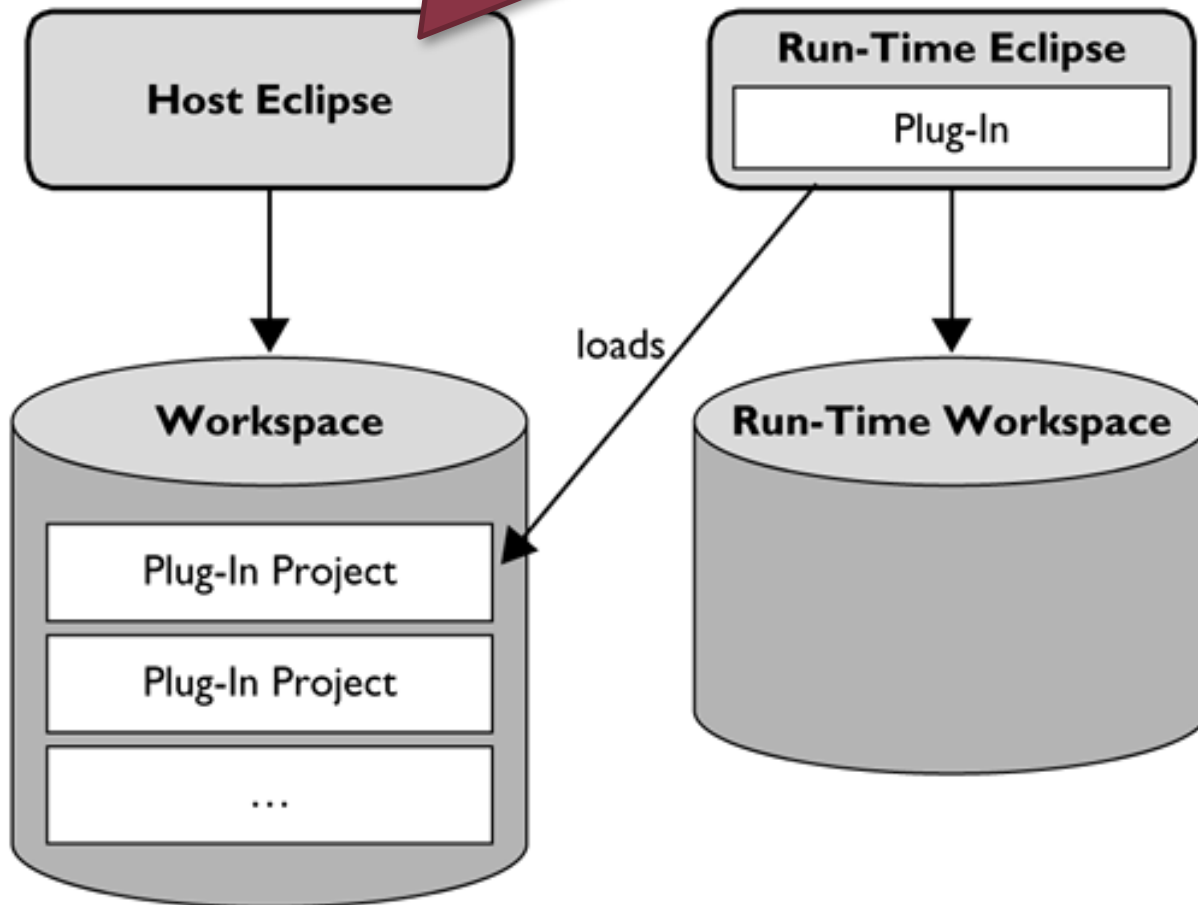 Host Eclipse
Run-Time Eclipse
Plug-In
loads
Workspace
Run-Time Workspace
Plug-In Project
Plug-In Project
...